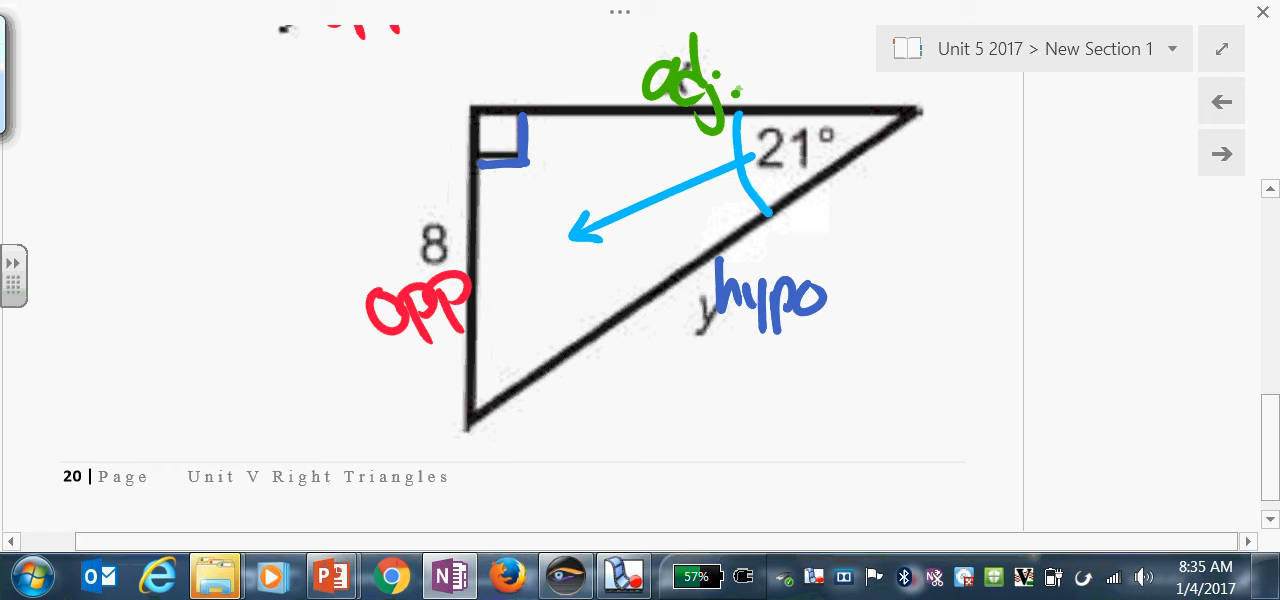 Unit 5 2017 > New Section 1
adj.
21°
8
opp
y
hypo
20 | Page Unit V Right Triangles
57%
8:35 AM
1/4/2017